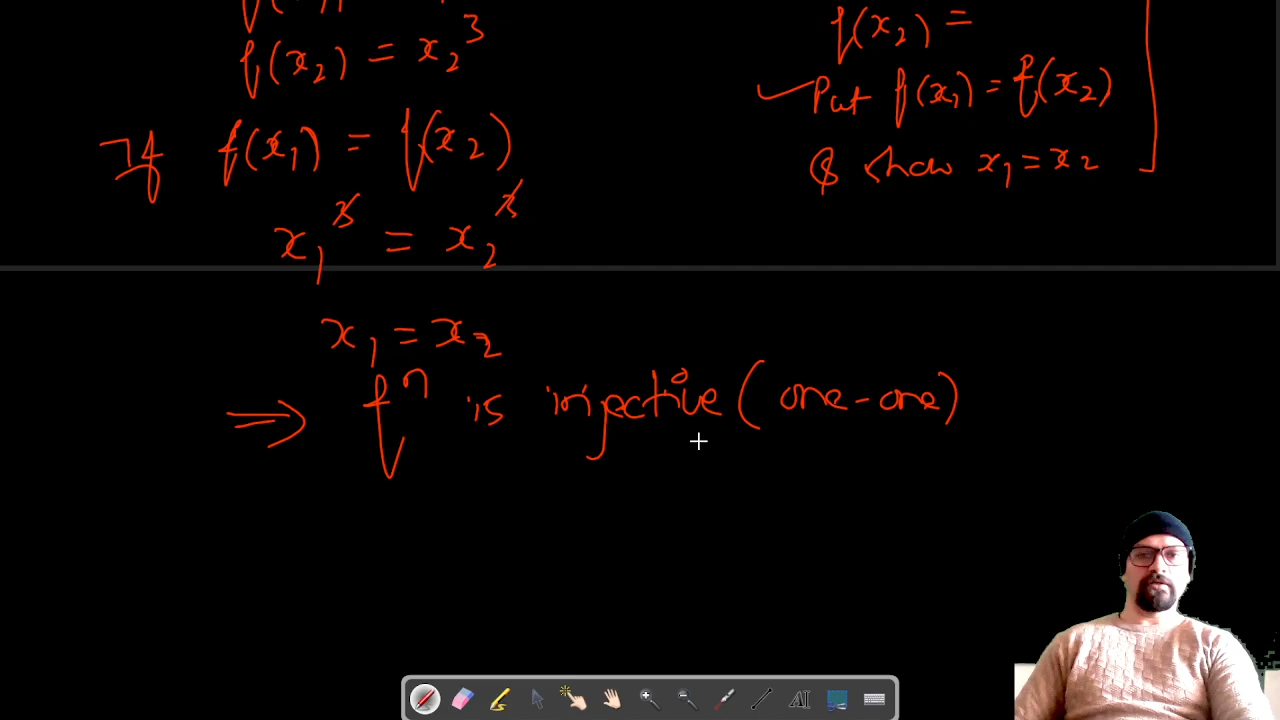 f(x₂) = x₂³
If f(x₁) = f(x₂)
x₁³ = x₂³
x₁ = x₂
⇒ fⁿ is injective (one-one)
f(x₂) =
✓ Put f(x₁) = f(x₂)
& show x₁ = x₂
AI